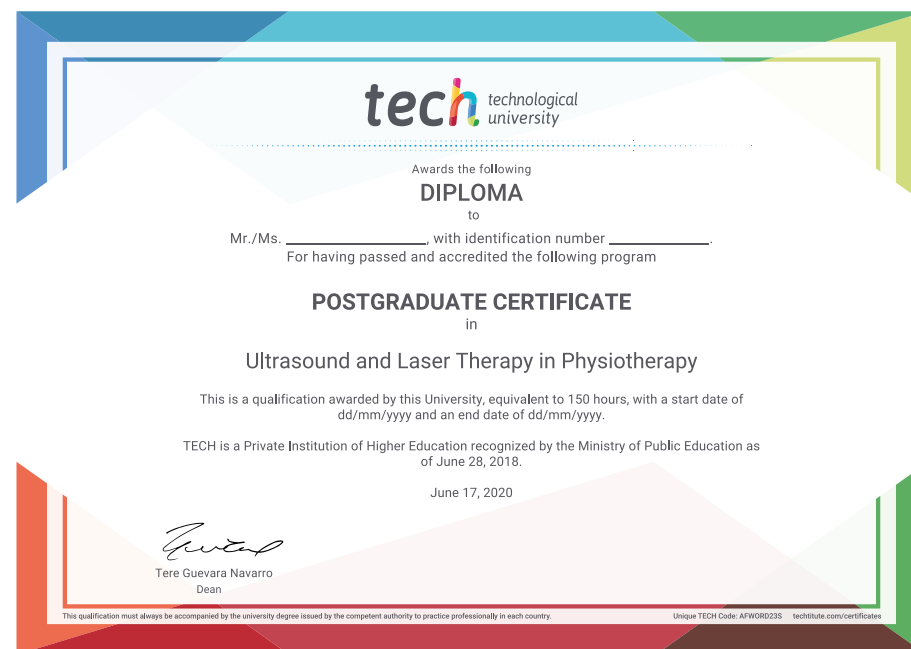 tech technological
university
Awards the following
DIPLOMA
to
Mr./Ms. ____________, with identification number ____________.
For having passed and accredited the following program
POSTGRADUATE CERTIFICATE
in
Ultrasound and Laser Therapy in Physiotherapy
This is a qualification awarded by this University, equivalent to 150 hours, with a start date of
dd/mm/yyyy and an end date of dd/mm/yyyy.
TECH is a Private Institution of Higher Education recognized by the Ministry of Public Education as
of June 28, 2018.
June 17, 2020
Tere Guevara Navarro
Dean
This qualification must always be accompanied by the university degree issued by the competent authority to practice professionally in each country. Unique TECH Code: AFWORD23S techtitute.com/certificates